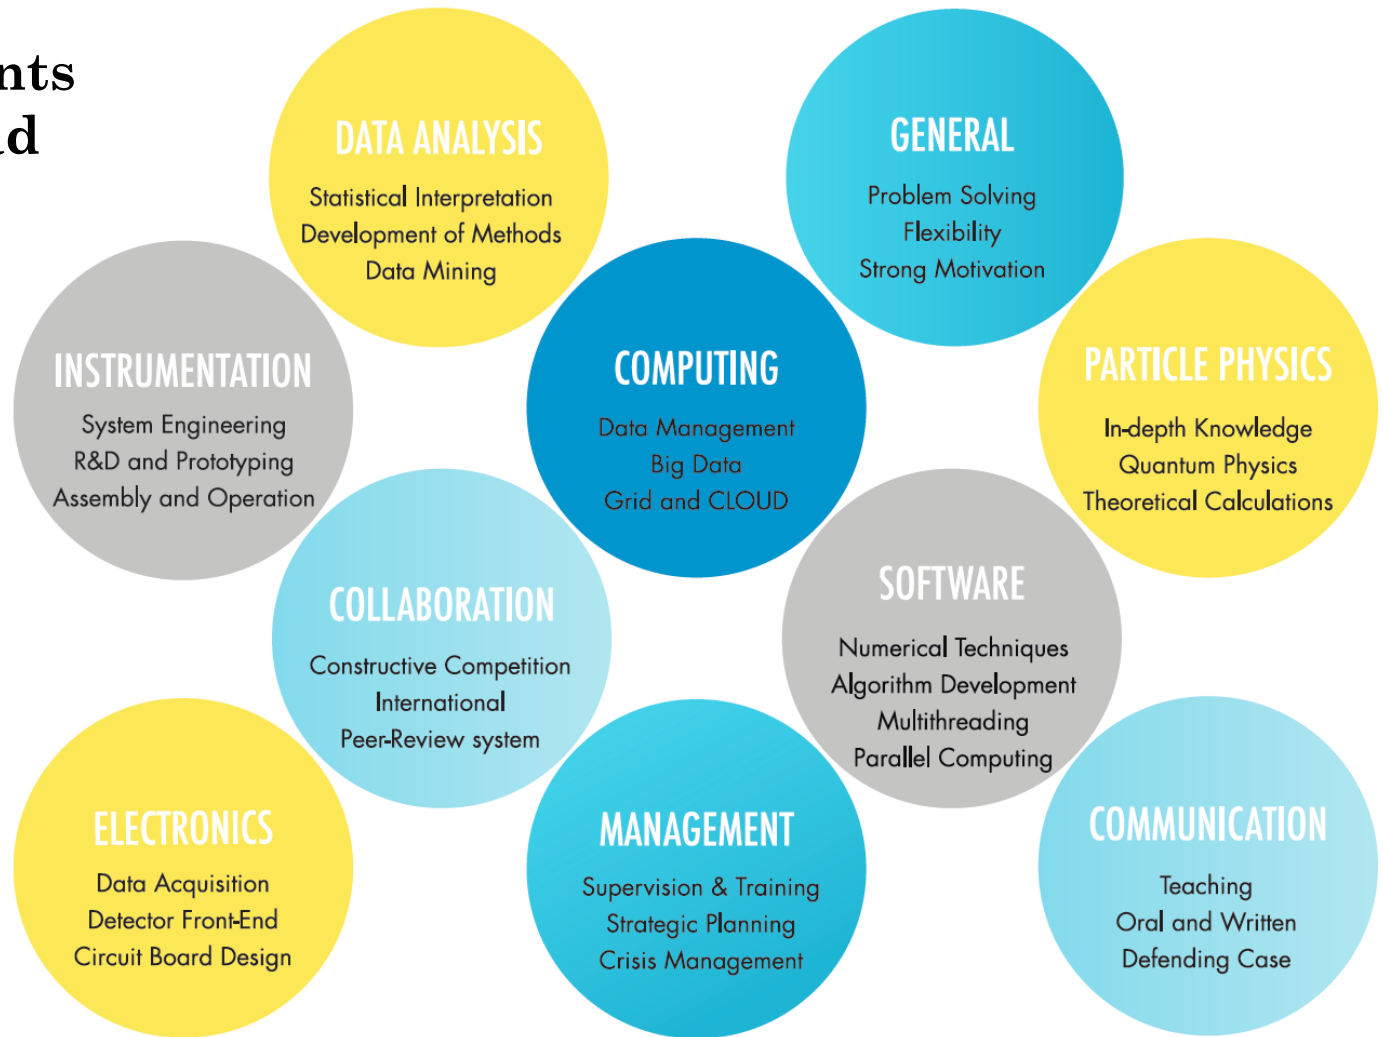 DATA ANALYSIS
Statistical Interpretation
Development of Methods
Data Mining
GENERAL
Problem Solving
Flexibility
Strong Motivation
INSTRUMENTATION
System Engineering
R&D and Prototyping
Assembly and Operation
COMPUTING
Data Management
Big Data
Grid and CLOUD
PARTICLE PHYSICS
In-depth Knowledge
Quantum Physics
Theoretical Calculations
COLLABORATION
Constructive Competition
International
Peer-Review system
SOFTWARE
Numerical Techniques
Algorithm Development
Multithreading
Parallel Computing
ELECTRONICS
Data Acquisition
Detector Front-End
Circuit Board Design
MANAGEMENT
Supervision & Training
Strategic Planning
Crisis Management
COMMUNICATION
Teaching
Oral and Written
Defending Case